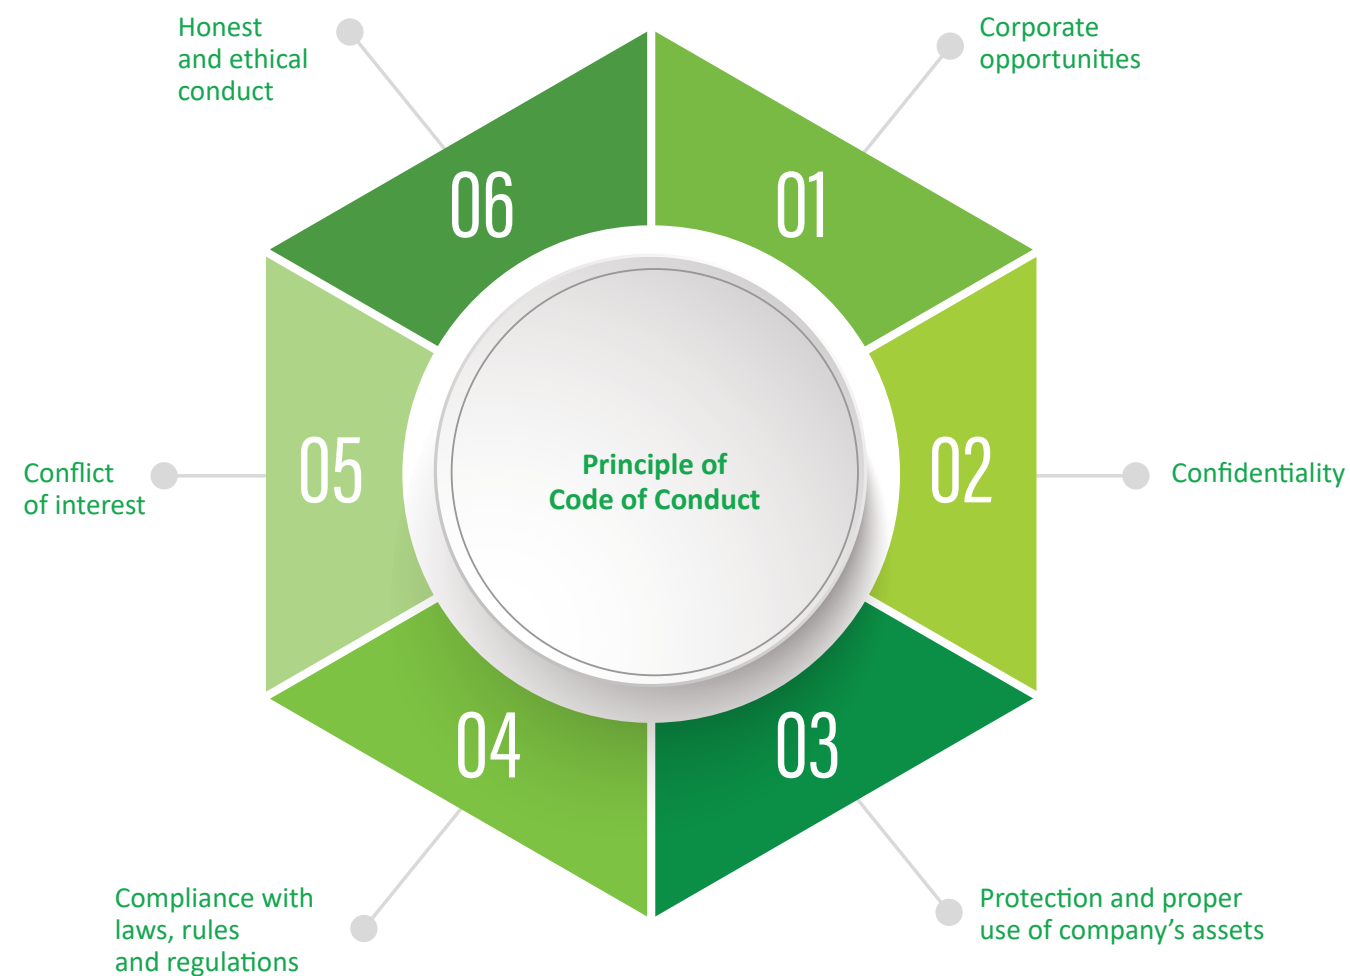 Honest
and ethical
conduct
Corporate
opportunities
06
01
05
Conflict
of interest
Principle of
Code of Conduct
02
Confidentiality
04
03
Compliance with
laws, rules
and regulations
Protection and proper
use of company’s assets